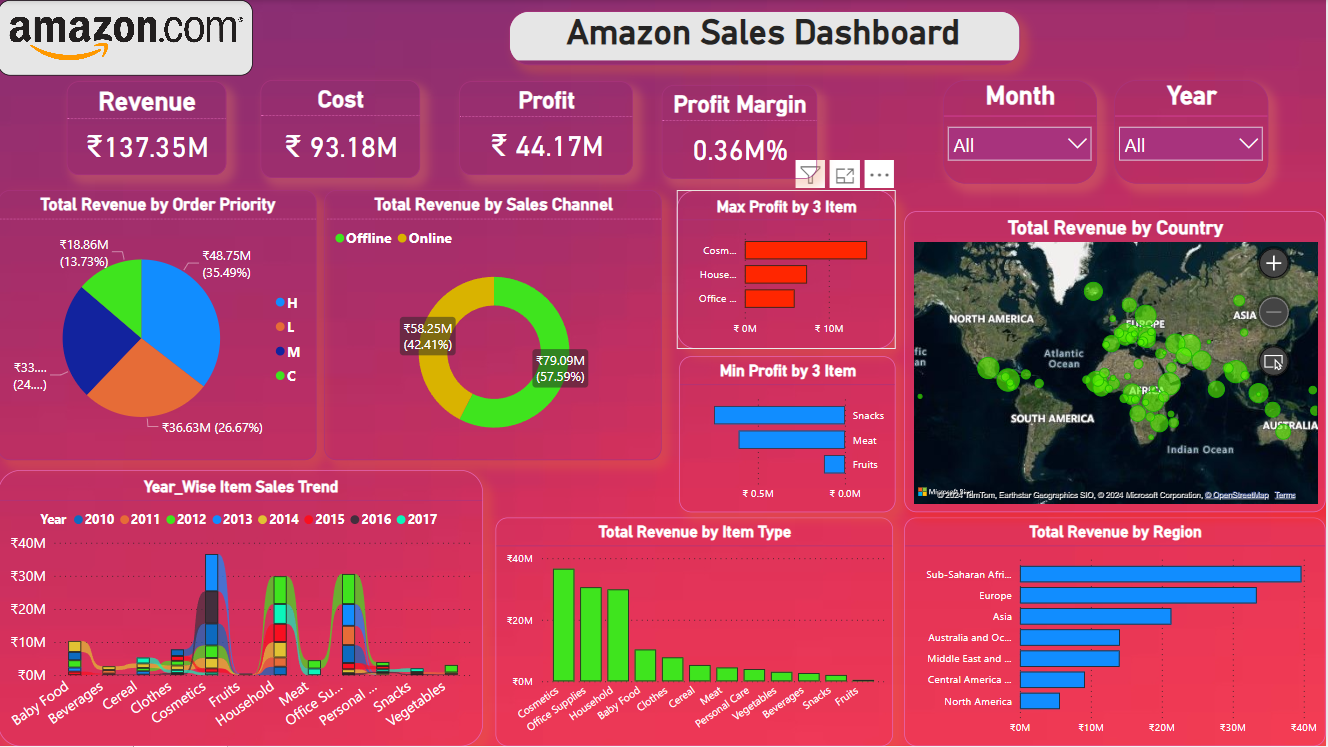 amazon.com
Amazon Sales Dashboard
Revenue
₹137.35M
Cost
₹ 93.18M
Profit
₹ 44.17M
Profit Margin
0.36M%
Month
All
Year
All
Total Revenue by Order Priority
₹18.86M
(13.73%)
₹48.75M
(35.49%)
₹33....
(24....)
₹36.63M (26.67%)
H
L
M
C
Total Revenue by Sales Channel
Offline
Online
₹58.25M
(42.41%)
₹79.09M
(57.59%)
Max Profit by 3 Item
Cosm...
House...
Office ...
₹ 0M
₹ 10M
Min Profit by 3 Item
Snacks
Meat
Fruits
₹ 0.5M
₹ 0.0M
Total Revenue by Country
NORTH AMERICA
EUROPE
ASIA
Atlantic
Ocean
AFRICA
SOUTH AMERICA
AUSTRALIA
Indian Ocean
© 2024 TomTom, Earthstar Geographics SIO, © 2024 Microsoft Corporation, © OpenStreetMap Terms
Year_Wise Item Sales Trend
Year 2010 2011 2012 2013 2014 2015 2016 2017
₹40M
₹30M
₹20M
₹10M
₹0M
Baby Food
Beverages
Cereal
Clothes
Cosmetics
Fruits
Household
Meat
Office Su...
Personal ...
Snacks
Vegetables
Total Revenue by Item Type
₹40M
₹20M
₹0M
Cosmetics
Office Supplies
Household
Baby Food
Clothes
Cereal
Meat
Personal Care
Vegetables
Beverages
Snacks
Fruits
Total Revenue by Region
Sub-Saharan Afri...
Europe
Asia
Australia and Oc...
Middle East and ...
Central America ...
North America
₹0M
₹10M
₹20M
₹30M
₹40M